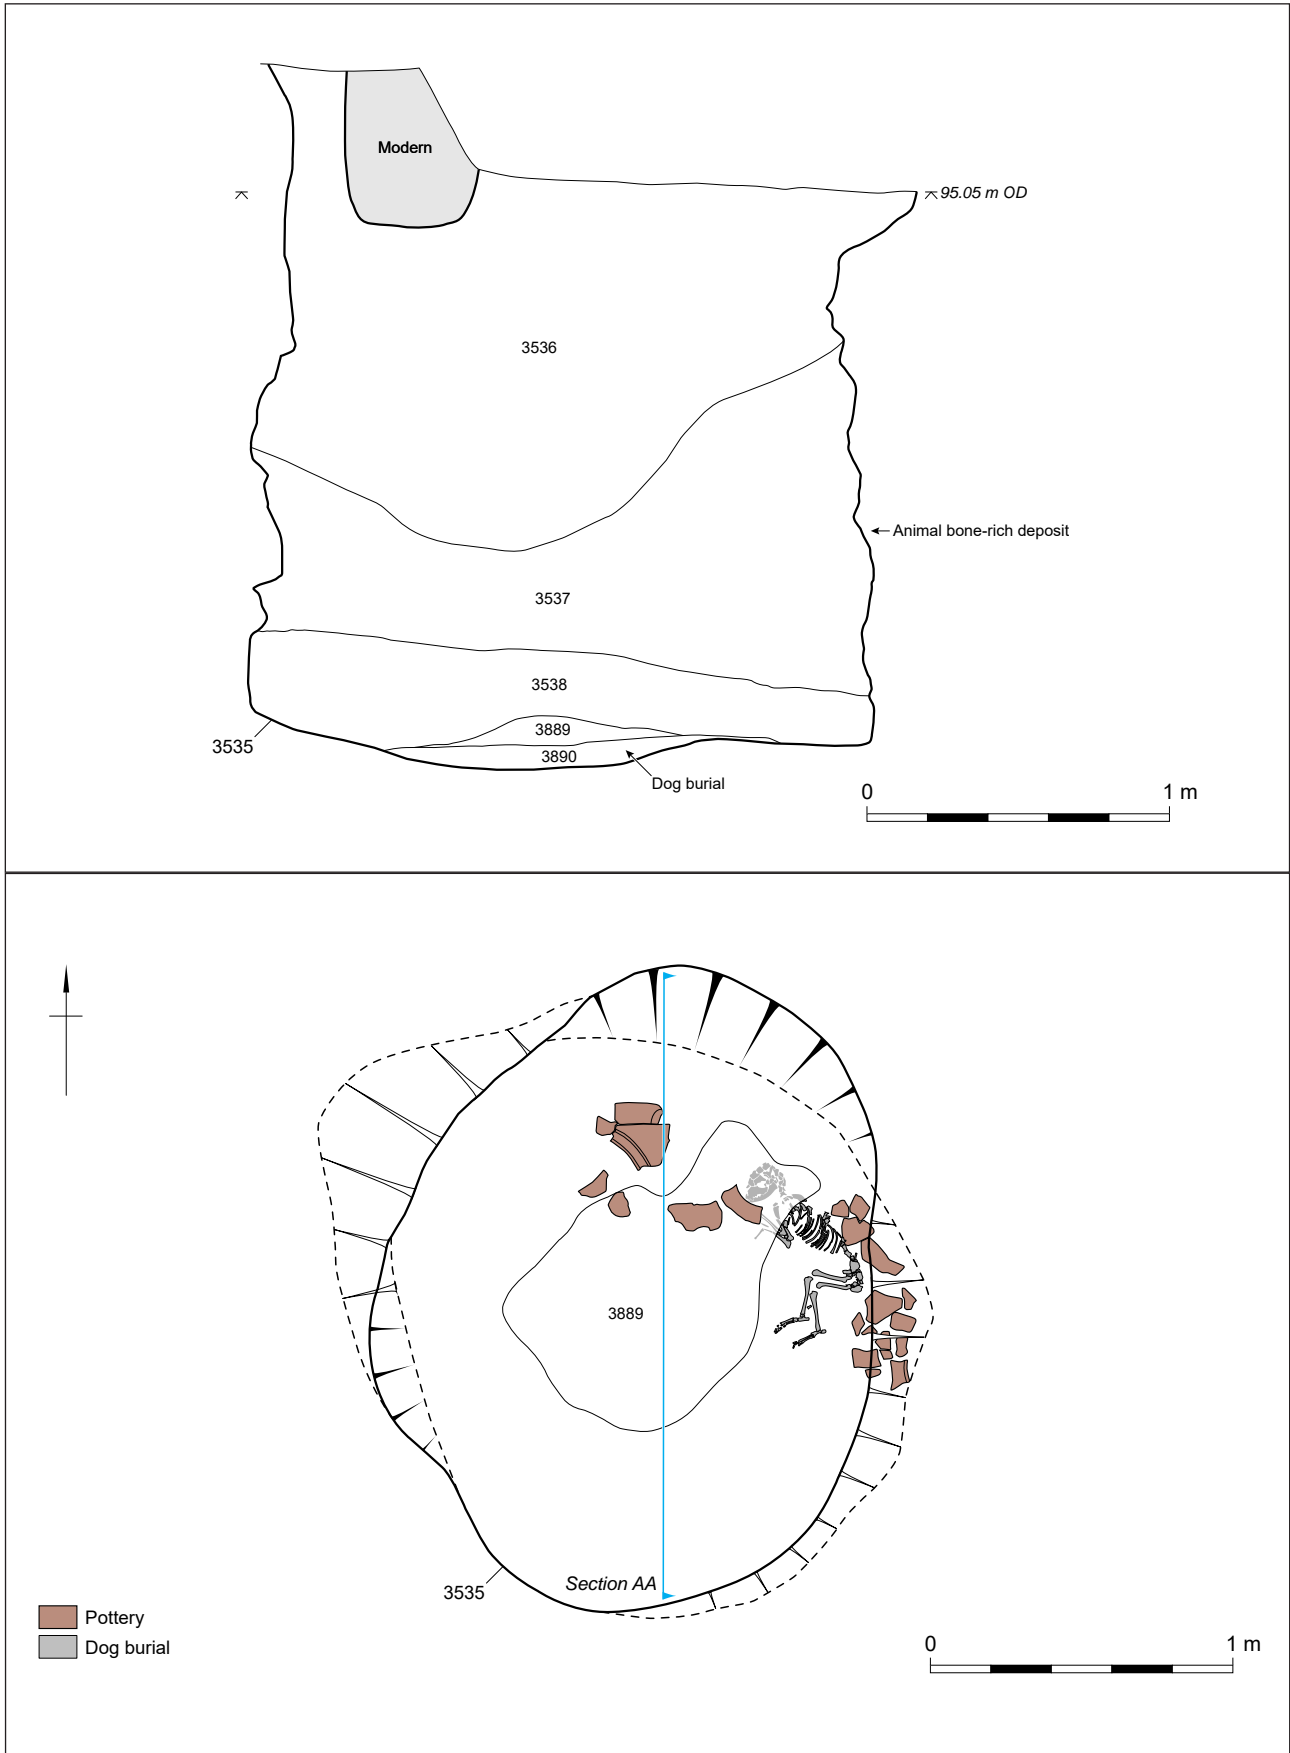 Modern
95.05 m OD
3536
Animal bone-rich deposit
3537
3538
3889
3535
3890
Dog burial
0 1 m
3889
Section AA
3535
Pottery
Dog burial
0 1 m